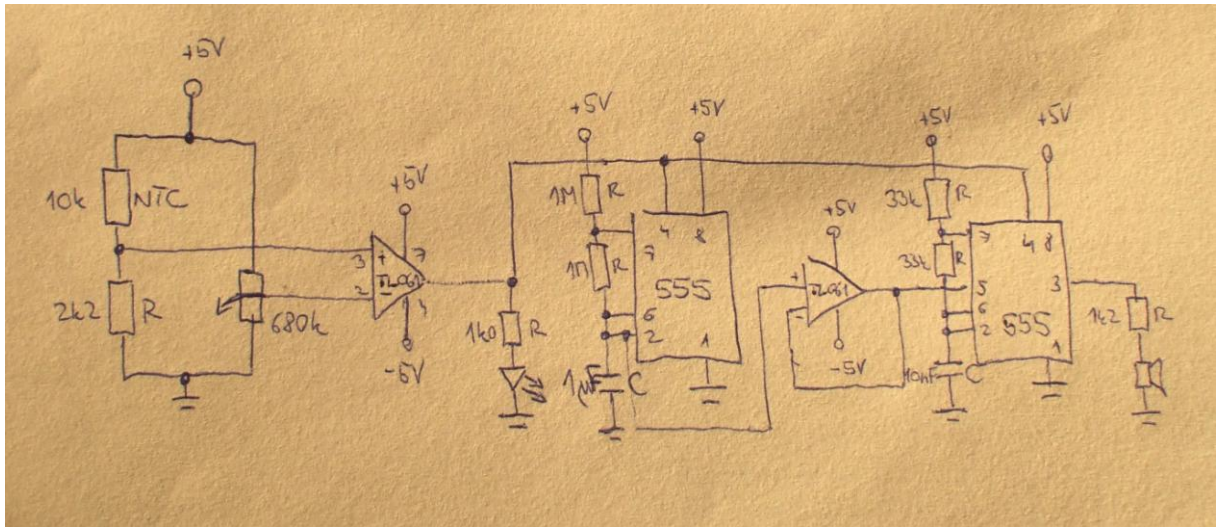 +5V
10k NTC
2k2 R
680k
3 +
2 -
7
TL061
4
+5V
-5V
1k0 R
+5V
1M R
1M R
1µF C
+5V
4 8
7
555
6
2
1
+5V
+
TL061
-
-5V
+5V
33k R
33k R
10nF C
+5V
7 4 8
5
6
2 555
3
1
1k2 R